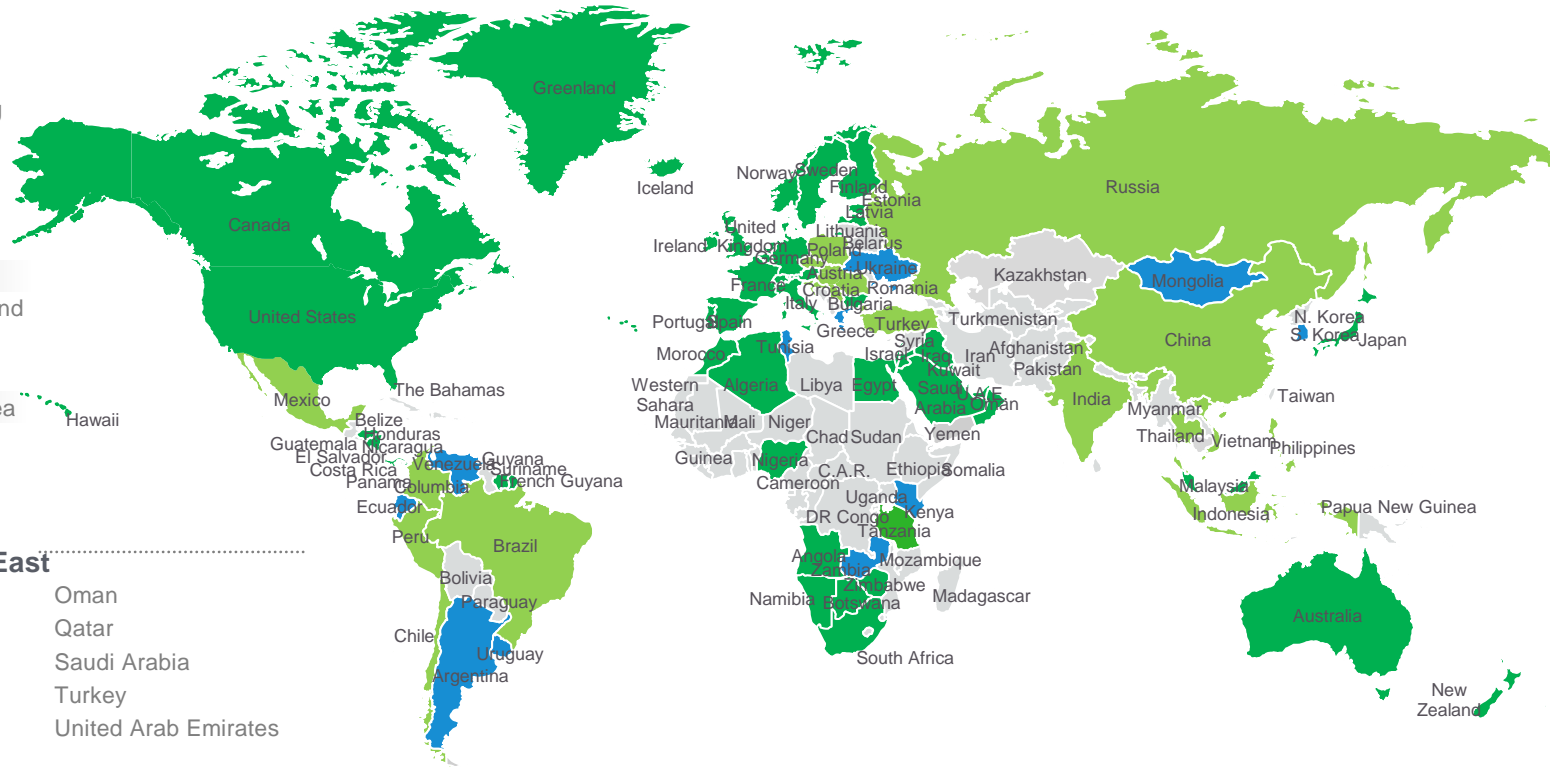 Greenland
g
Iceland
Norway
Sweden
Finland
Russia
Estonia
Latvia
Lithuania
Canada
United
Kingdom
Ireland
Belarus
Poland
Germany
Ukraine
Austria
Kazakhstan
Mongolia
France
Croatia
Romania
Italy
Bulgaria
nd
United States
Portugal
Spain
Greece
Turkey
Turkmenistan
N. Korea
S. Korea
Japan
China
Morocco
Tunisia
Syria
Israel
Iraq
Iran
Afghanistan
Kuwait
Pakistan
Western
Sahara
Algeria
Libya
Egypt
Saudi
Arabia
U.A.E.
Oman
India
Taiwan
The Bahamas
Mexico
ea
Hawaii
Belize
Honduras
Guatemala
Nicaragua
El Salvador
Costa Rica
Panama
Venezuela
Guyana
Suriname
French Guyana
Columbia
Ecuador
Mauritania
Mali
Niger
Chad
Sudan
Yemen
Myanmar
Thailand
Vietnam
Philippines
Guinea
Nigeria
C.A.R.
Ethiopia
Somalia
Cameroon
Uganda
Kenya
Malaysia
Indonesia
Papua New Guinea
DR Congo
Tanzania
Peru
Brazil
East
Angola
Zambia
Mozambique
Bolivia
Zimbabwe
Oman
Paraguay
Namibia
Botswana
Madagascar
Australia
Qatar
Chile
Uruguay
South Africa
Saudi Arabia
Argentina
Turkey
New
Zealand
United Arab Emirates